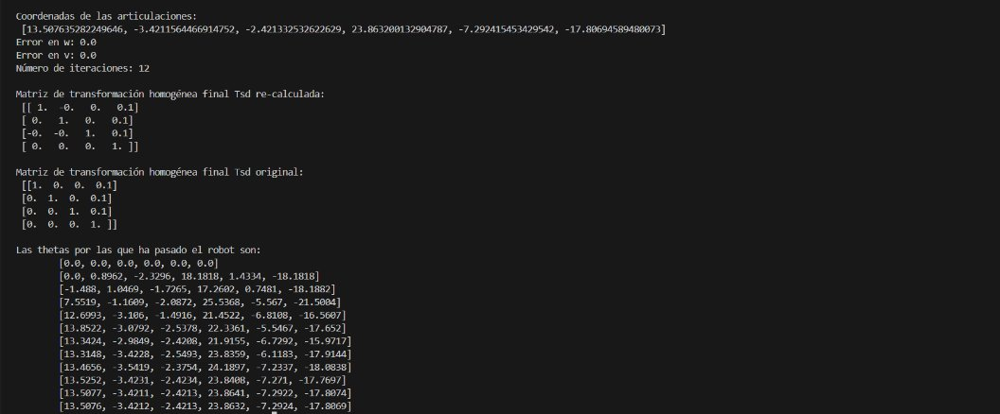 Coordenadas de las articulaciones:
[13.507635282249646, -3.4211564466914752, -2.421332532622629, 23.863200132904787, -7.292415453429542, -17.80694589480073]
Error en w: 0.0
Error en v: 0.0
Número de iteraciones: 12
Matriz de transformación homogénea final Tsd re-calculada:
[[ 1. -0. 0. 0.1]
[ 0. 1. 0. 0.1]
[-0. -0. 1. 0.1]
[ 0. 0. 0. 1. ]]
Matriz de transformación homogénea final Tsd original:
[[1. 0. 0. 0.1]
[0. 1. 0. 0.1]
[0. 0. 1. 0.1]
[0. 0. 0. 1. ]]
Las thetas por las que ha pasado el robot son:
[0.0, 0.0, 0.0, 0.0, 0.0, 0.0]
[0.0, 0.8962, -2.3296, 18.1818, 1.4334, -18.1818]
[-1.488, 1.0469, -1.7265, 17.2602, 0.7481, -18.1882]
[7.5519, -1.1609, -2.0872, 25.5368, -5.567, -21.5004]
[12.6993, -3.106, -1.4916, 21.4522, -6.8108, -16.5607]
[13.8522, -3.0792, -2.5378, 22.3361, -5.5467, -17.652]
[13.3424, -2.9849, -2.4208, 21.9155, -6.7292, -15.9717]
[13.3148, -3.4228, -2.5493, 23.8359, -6.1183, -17.9144]
[13.4656, -3.5419, -2.3754, 24.1897, -7.2337, -18.0838]
[13.5252, -3.4231, -2.4234, 23.8408, -7.271, -17.7697]
[13.5077, -3.4211, -2.4213, 23.8641, -7.2922, -17.8074]
[13.5076, -3.4212, -2.4213, 23.8632, -7.2924, -17.8069]